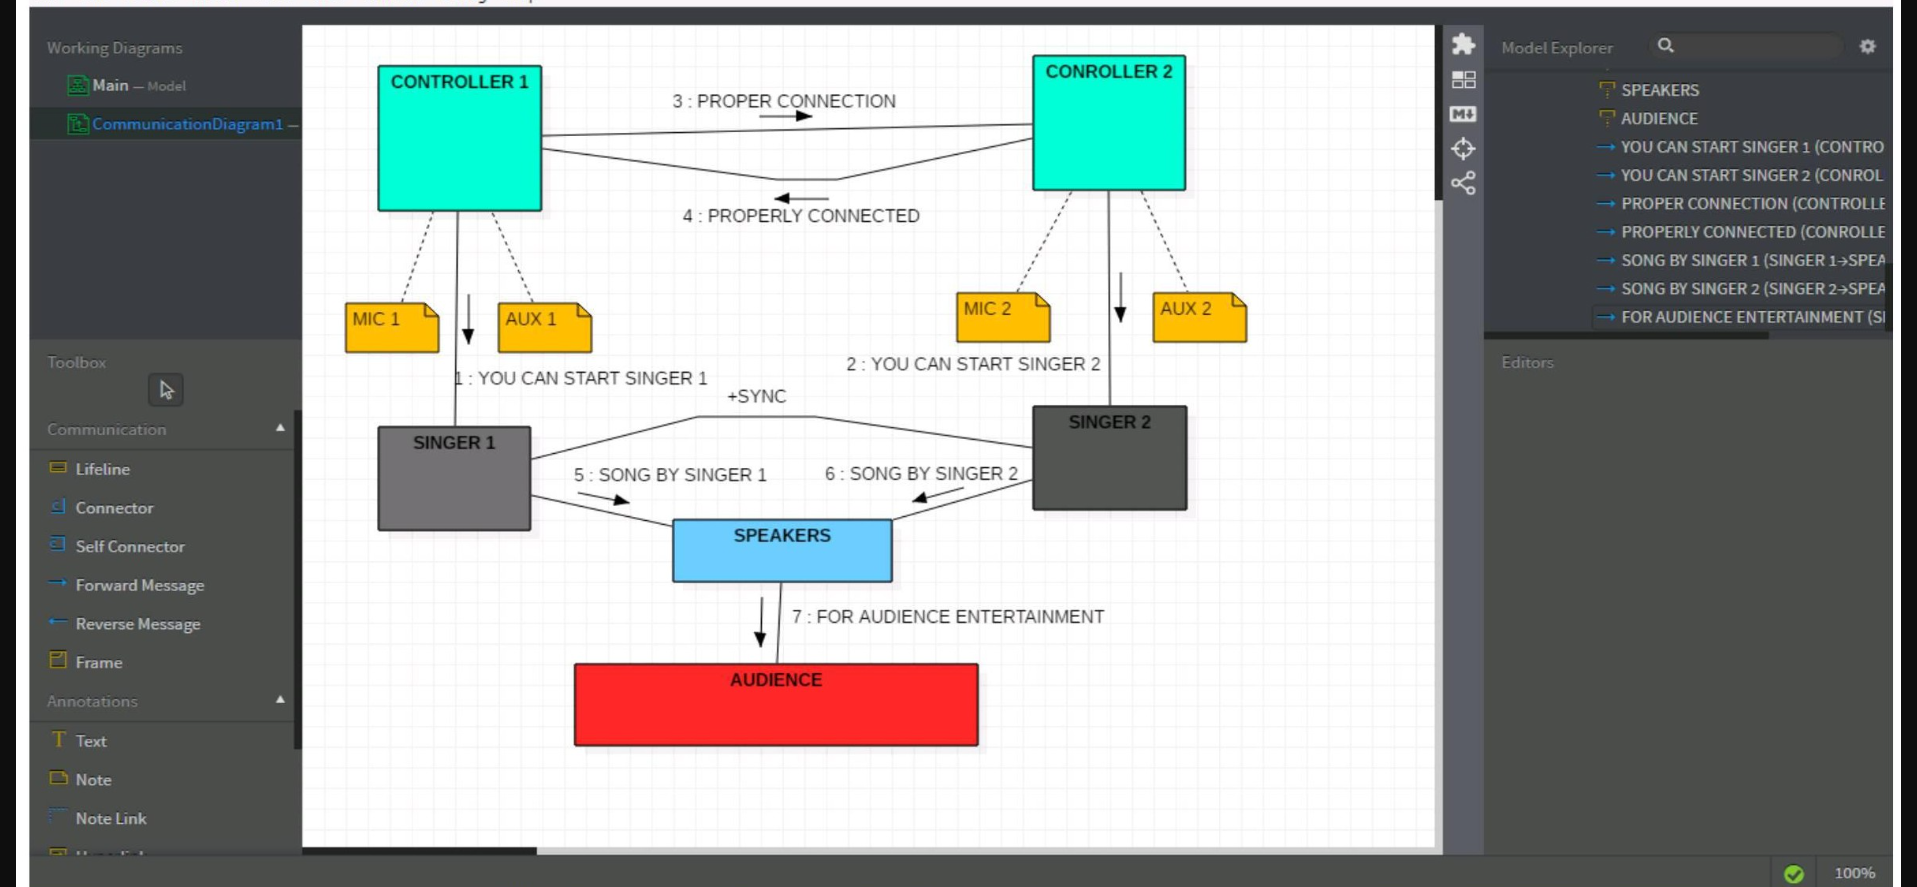 Working Diagrams
Main — Model
CommunicationDiagram1 —
Toolbox
Communication
Lifeline
Connector
Self Connector
Forward Message
Reverse Message
Frame
Annotations
Text
Note
Note Link
CONTROLLER 1
CONROLLER 2
3 : PROPER CONNECTION
4 : PROPERLY CONNECTED
MIC 1
AUX 1
MIC 2
AUX 2
1 : YOU CAN START SINGER 1
2 : YOU CAN START SINGER 2
+SYNC
SINGER 1
SINGER 2
5 : SONG BY SINGER 1
6 : SONG BY SINGER 2
SPEAKERS
7 : FOR AUDIENCE ENTERTAINMENT
AUDIENCE
M
Model Explorer
SPEAKERS
AUDIENCE
YOU CAN START SINGER 1 (CONTRO
YOU CAN START SINGER 2 (CONROL
PROPER CONNECTION (CONTROLLE
PROPERLY CONNECTED (CONROLLE
SONG BY SINGER 1 (SINGER 1→SPEA
SONG BY SINGER 2 (SINGER 2→SPEA
FOR AUDIENCE ENTERTAINMENT (S
Editors
100%